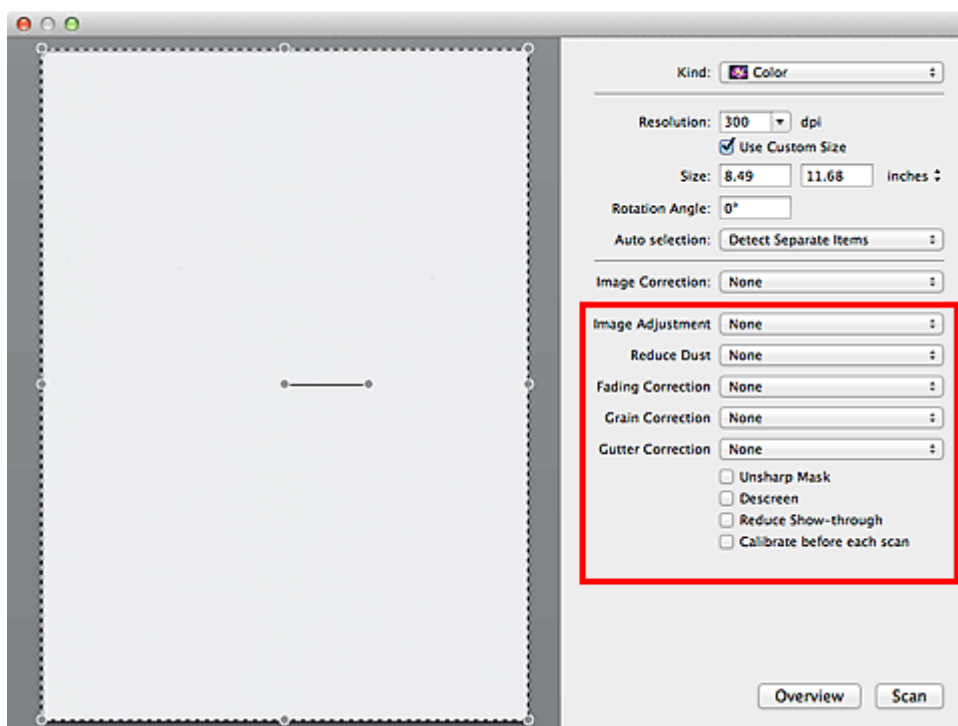 Kind: Color
Resolution: 300 dpi
Use Custom Size
Size: 8.49 11.68 inches
Rotation Angle: 0°
Auto selection: Detect Separate Items
Image Correction: None
Image Adjustment None
Reduce Dust None
Fading Correction None
Grain Correction None
Gutter Correction None
Unsharp Mask
Descreen
Reduce Show-through
Calibrate before each scan
Overview Scan